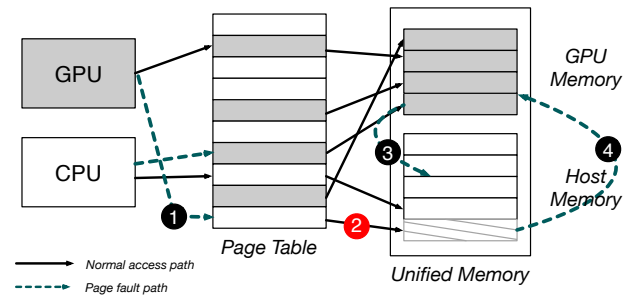 GPU
CPU
1
2
3
4
GPU
Memory
Host
Memory
Page Table
Unified Memory
Normal access path
Page fault path